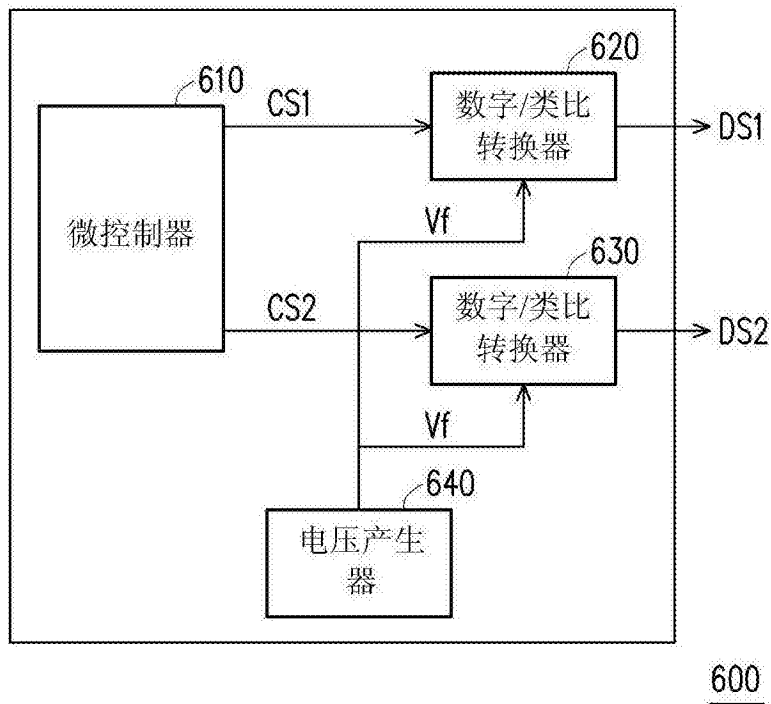 610
CS1
620
数字/类比
转换器
DS1
微控制器
Vf
630
CS2
数字/类比
转换器
DS2
Vf
640
电压产生
器
600